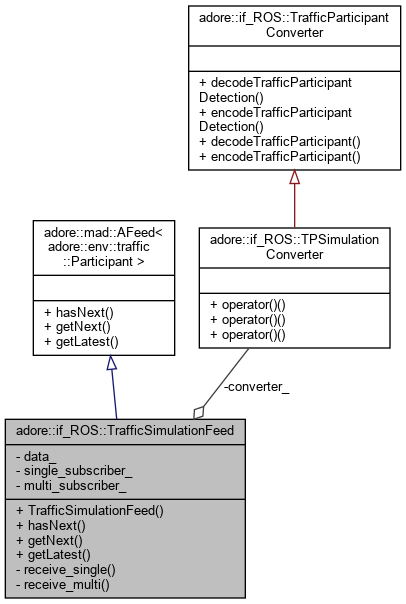 adore::if_ROS::TrafficParticipant
Converter
+ decodeTrafficParticipant
Detection()
+ encodeTrafficParticipant
Detection()
+ decodeTrafficParticipant()
+ encodeTrafficParticipant()
adore::mad::AFeed<
adore::env::traffic
::Participant >
+ hasNext()
+ getNext()
+ getLatest()
adore::if_ROS::TPSimulation
Converter
+ operator()()
+ operator()()
+ operator()()
-converter_
adore::if_ROS::TrafficSimulationFeed
- data_
- single_subscriber_
- multi_subscriber_
+ TrafficSimulationFeed()
+ hasNext()
+ getNext()
+ getLatest()
- receive_single()
- receive_multi()